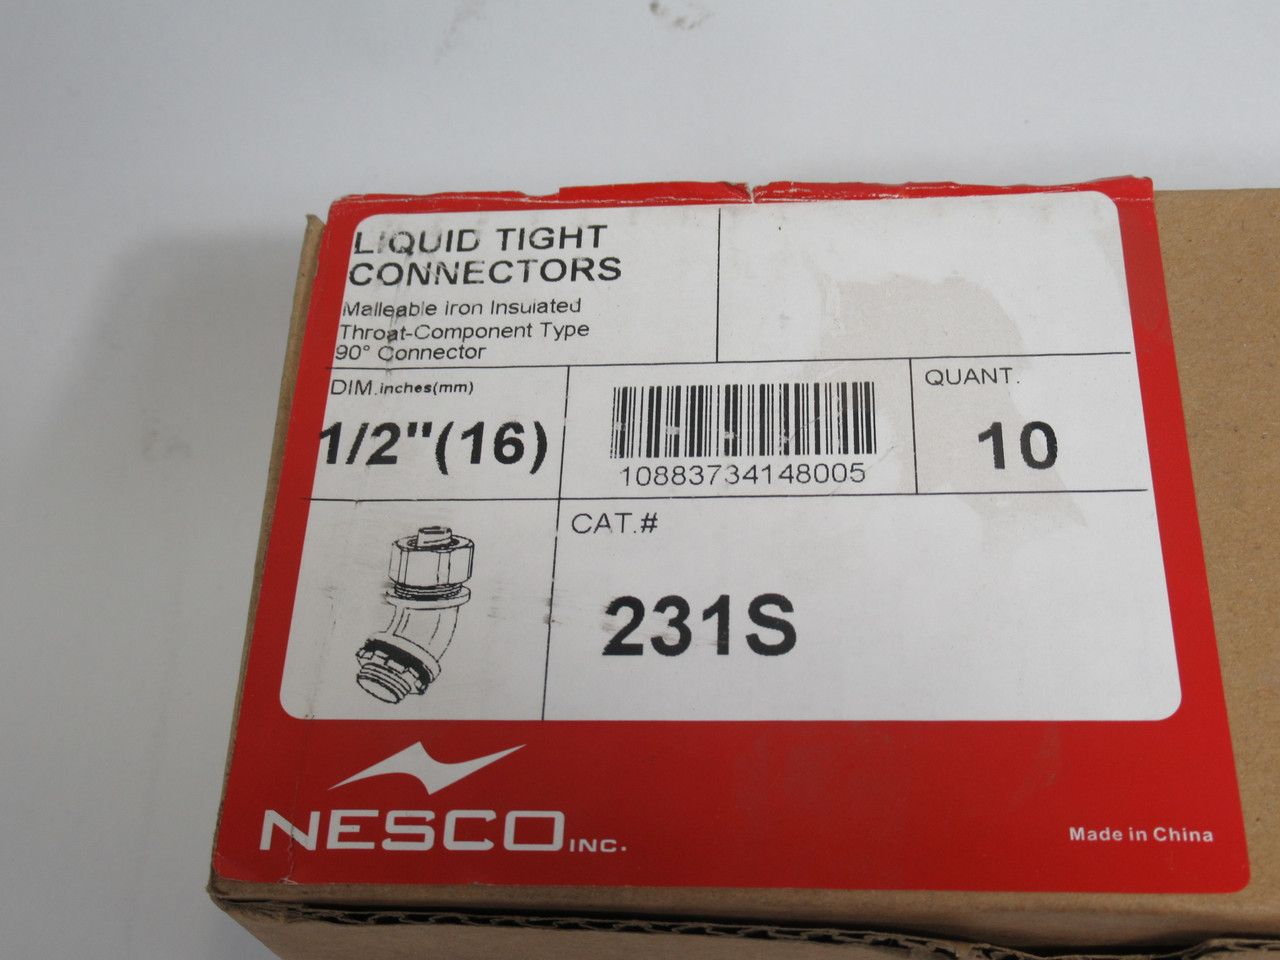 LIQUID TIGHT
CONNECTORS
Malleable Iron Insulated
Throat-Component Type
90° Connector
DIM.inches(mm)
1/2"(16)
10883734148005
QUANT.
10
CAT.#
231S
NESCO INC.
Made in China